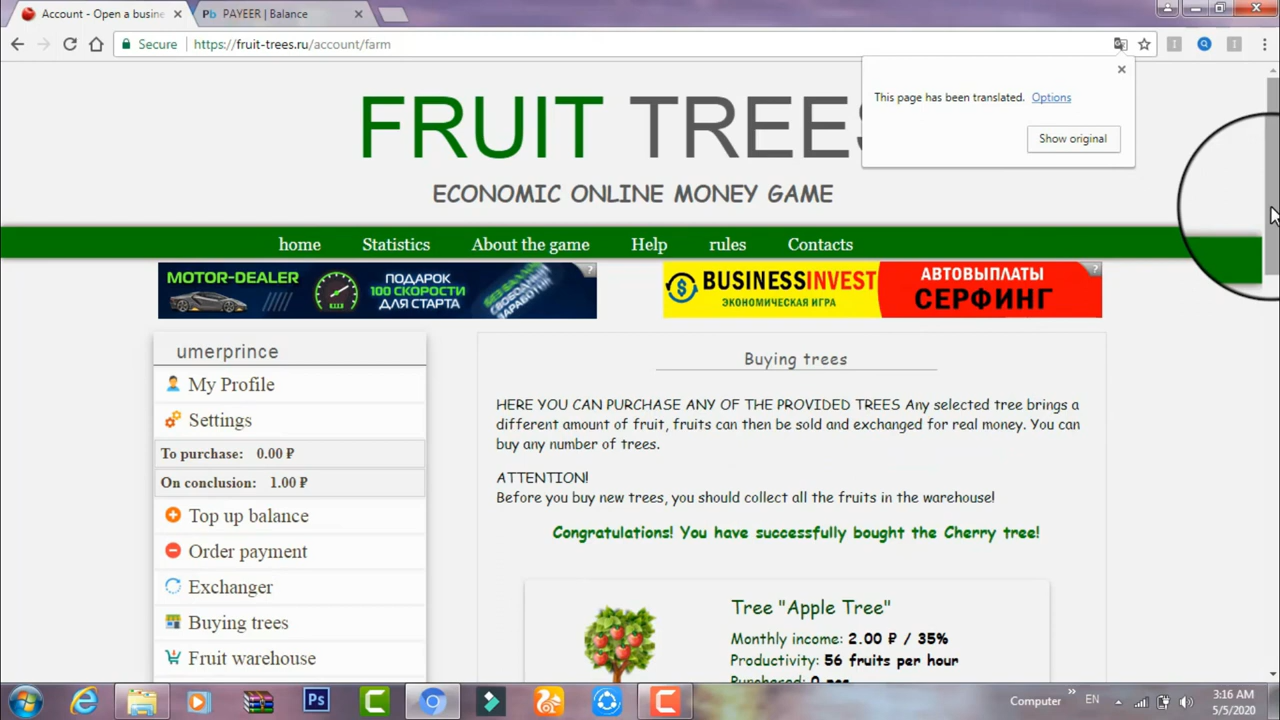 Account - Open a busine
PAYEER | Balance
Secure
https://fruit-trees.ru/account/farm
This page has been translated. Options
Show original
FRUIT TREES
ECONOMIC ONLINE MONEY GAME
home
Statistics
About the game
Help
rules
Contacts
MOTOR-DEALER
ПОДАРОК
100 СКОРОСТИ
ДЛЯ СТАРТА
BUSINESSINVEST
ЭКОНОМИЧЕСКАЯ ИГРА
АВТОВЫПЛАТЫ
СЕРФИНГ
umerprince
My Profile
Settings
To purchase: 0.00 ₽
On conclusion: 1.00 ₽
Top up balance
Order payment
Exchanger
Buying trees
Fruit warehouse
Buying trees
HERE YOU CAN PURCHASE ANY OF THE PROVIDED TREES Any selected tree brings a
different amount of fruit, fruits can then be sold and exchanged for real money. You can
buy any number of trees.
ATTENTION!
Before you buy new trees, you should collect all the fruits in the warehouse!
Congratulations! You have successfully bought the Cherry tree!
Tree "Apple Tree"
Monthly income: 2.00 ₽ / 35%
Productivity: 56 fruits per hour
Purchased: 0 pcs
Computer
EN
3:16 AM
5/5/2020